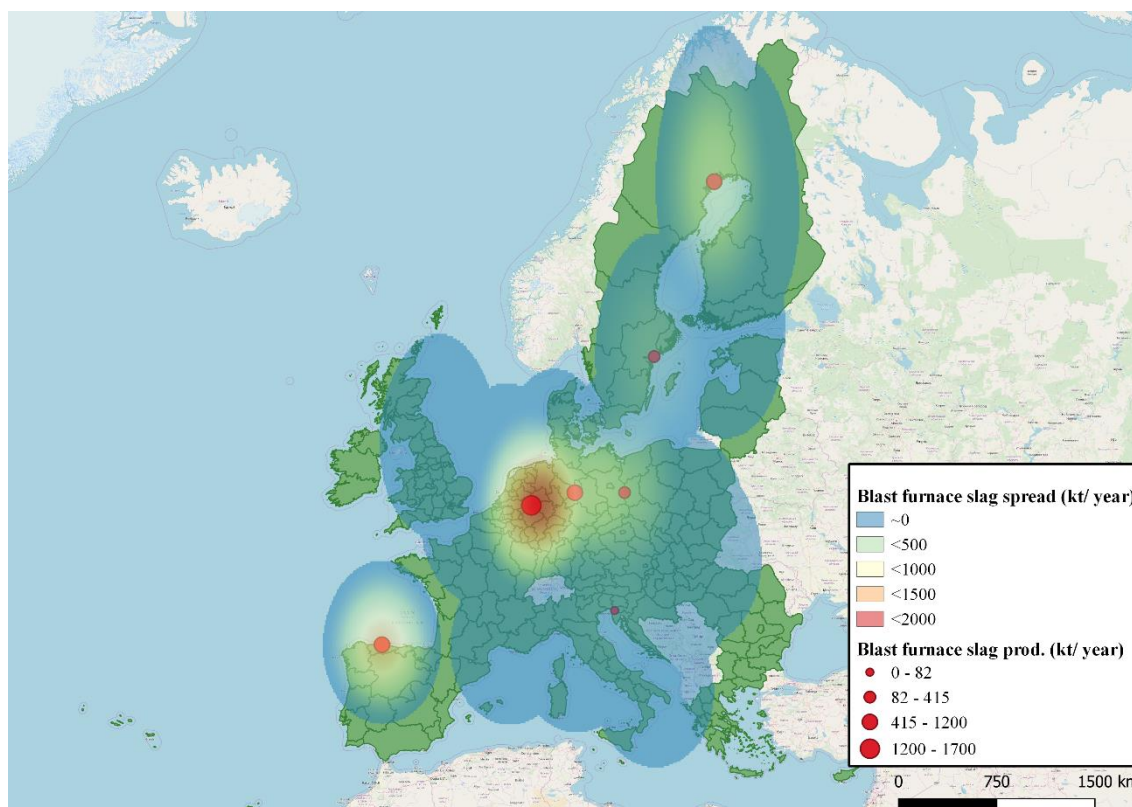 Blast furnace slag spread (kt/ year)
~0
<500
<1000
<1500
<2000
Blast furnace slag prod. (kt/ year)
0 - 82
82 - 415
415 - 1200
1200 - 1700
0 750 1500 km